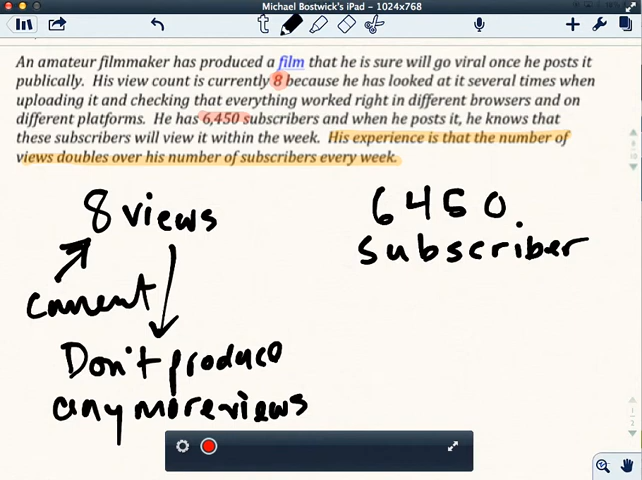 Michael Bostwick's iPad - 1024x768
An amateur filmmaker has produced a film that he is sure will go viral once he posts it
publically. His view count is currently 8 because he has looked at it several times when
uploading it and checking that everything worked right in different browsers and on
different platforms. He has 6,450 subscribers and when he posts it, he knows that
these subscribers will view it within the week. His experience is that the number of
views doubles over his number of subscribers every week.
8 views
6450
subscriber
current
Don't produce
any more views